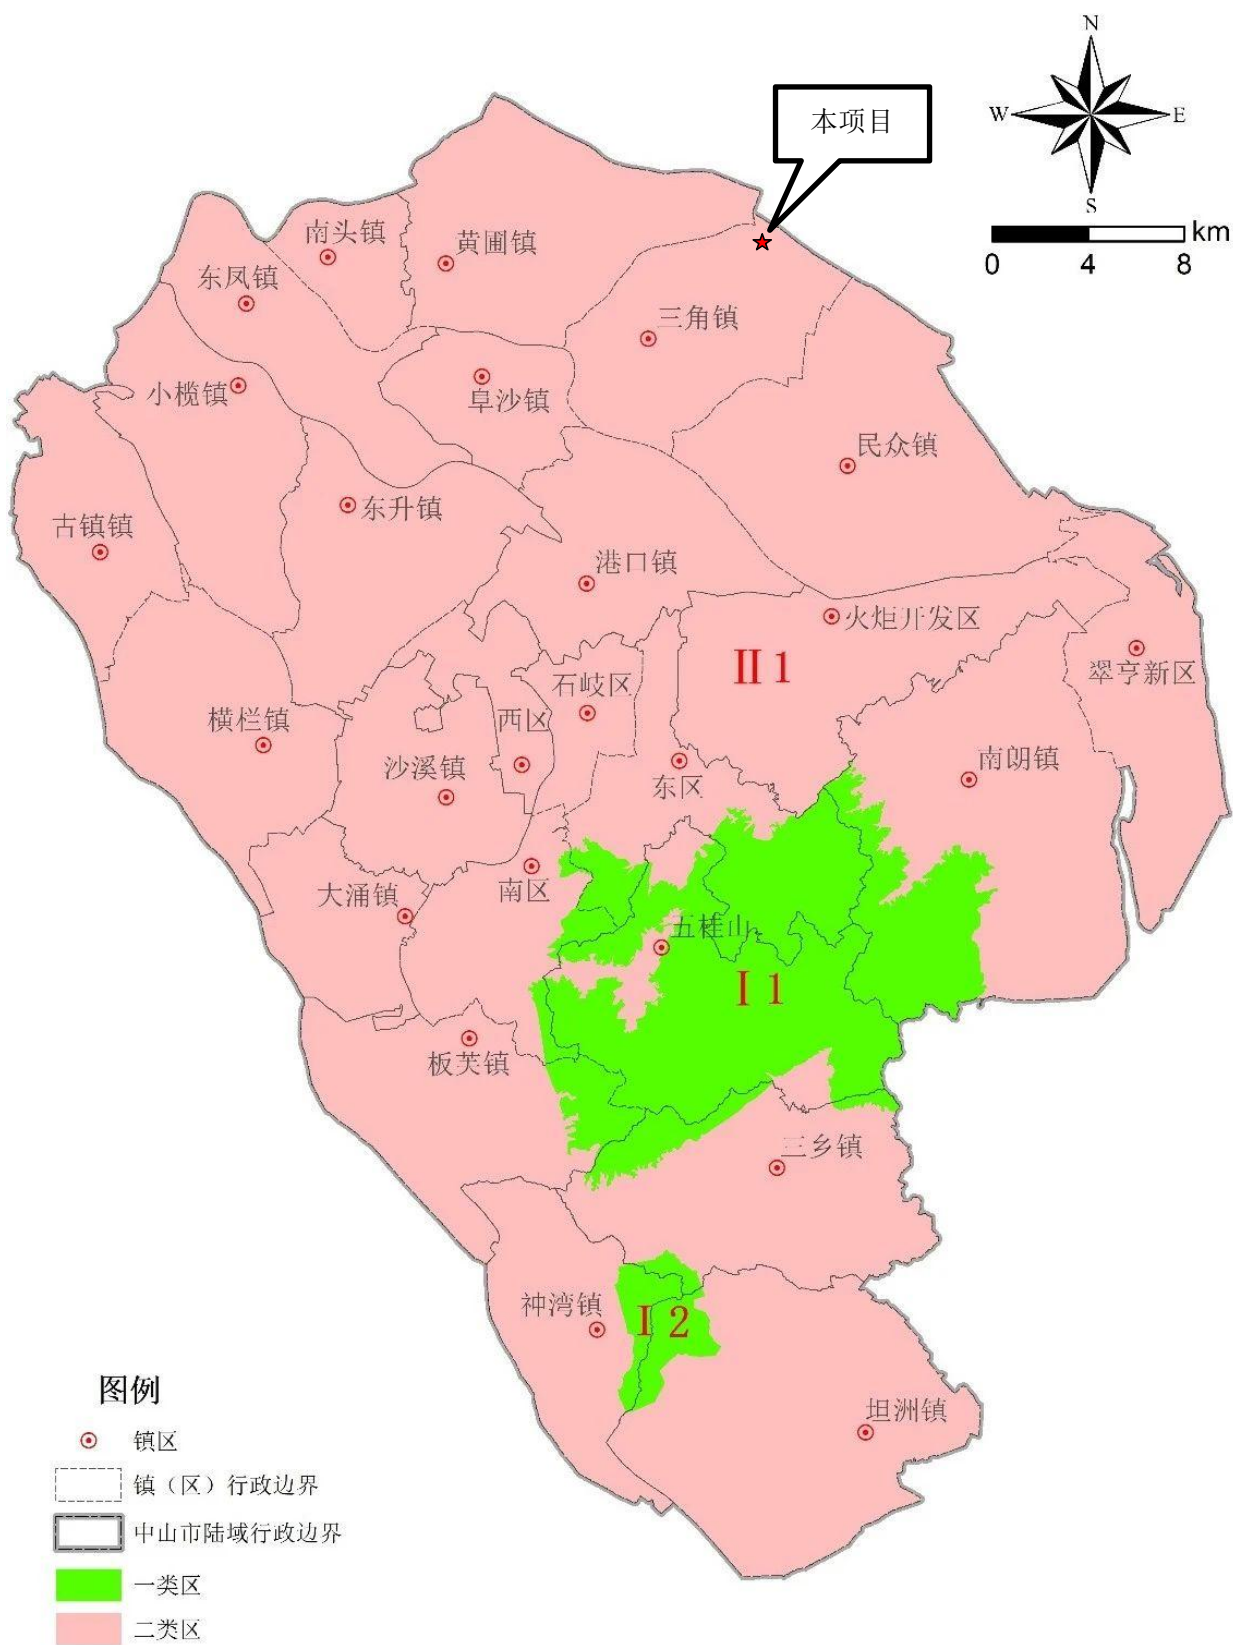 N
本项目
W
E
S
km
0
4
8
南头镇
黄圃镇
东凤镇
三角镇
小榄镇
阜沙镇
民众镇
东升镇
古镇镇
港口镇
火炬开发区
Ⅱ1
翠亨新区
石岐区
西区
横栏镇
沙溪镇
东区
南朗镇
南区
大涌镇
五桂山
Ⅰ1
板芙镇
三乡镇
神湾镇
Ⅰ2
坦洲镇
图例
镇区
镇（区）行政边界
中山市陆域行政边界
一类区
二类区